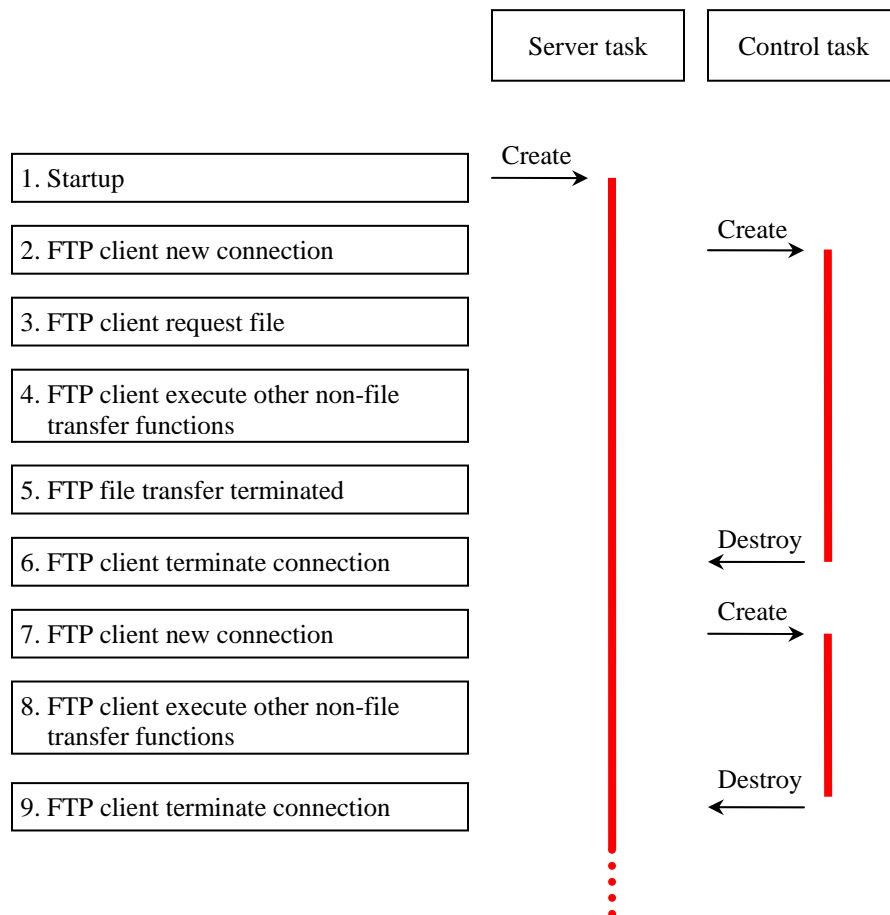 Server task
Control task
Create
1. Startup
Create
2. FTP client new connection
3. FTP client request file
4. FTP client execute other non-file
transfer functions
5. FTP file transfer terminated
Destroy
6. FTP client terminate connection
Create
7. FTP client new connection
8. FTP client execute other non-file
transfer functions
Destroy
9. FTP client terminate connection